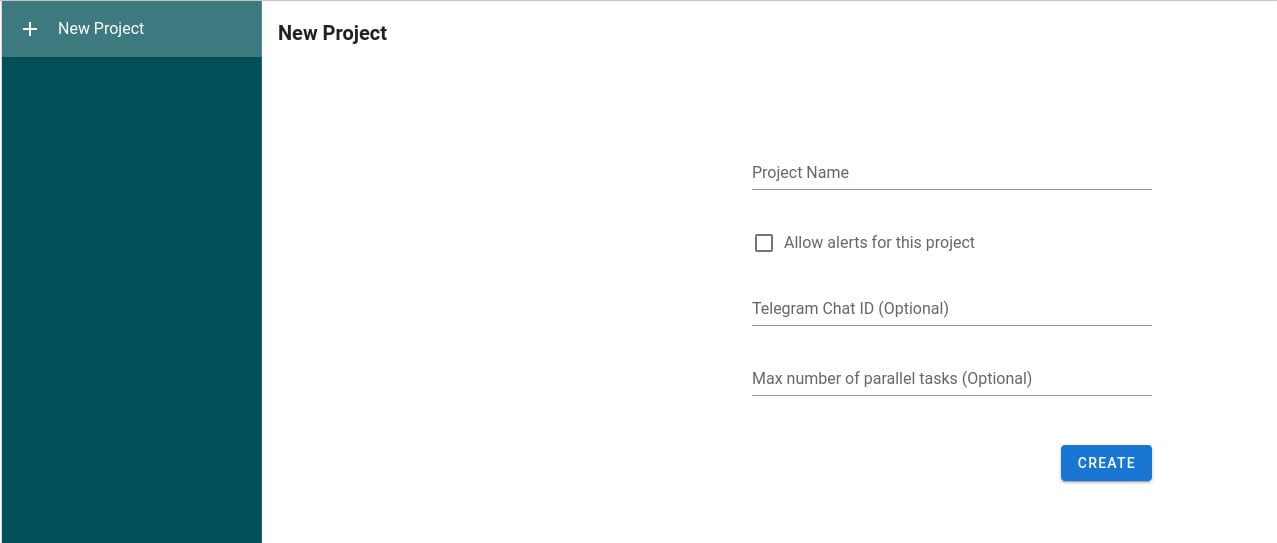 New Project
New Project
Project Name
Allow alerts for this project
Telegram Chat ID (Optional)
Max number of parallel tasks (Optional)
CREATE